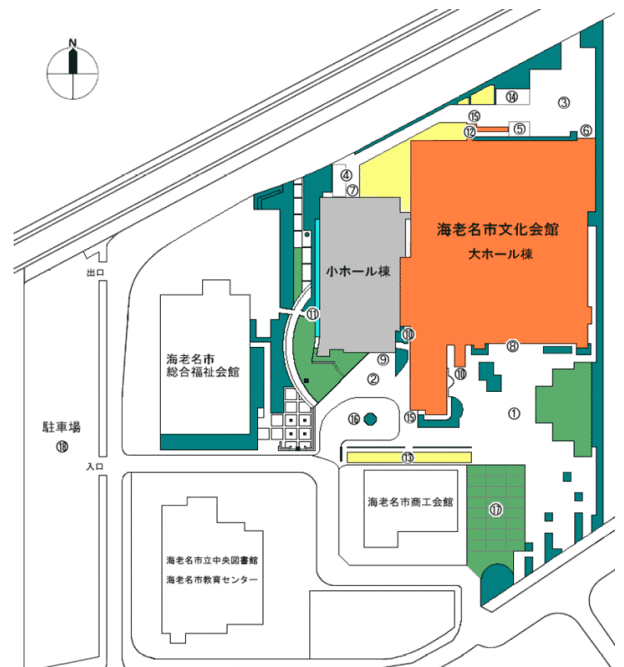 N
⑭
③
⑮
⑤
⑫
⑥
④
⑦
海老名市文化会館
大ホール棟
小ホール棟
出口
⑪
⑩
⑧
海老名市
総合福祉会館
⑨
⑩
②
①
⑯
⑮
駐車場
⑱
入口
⑬
海老名市商工会館
⑰
海老名市立中央図書館
海老名市教育センター